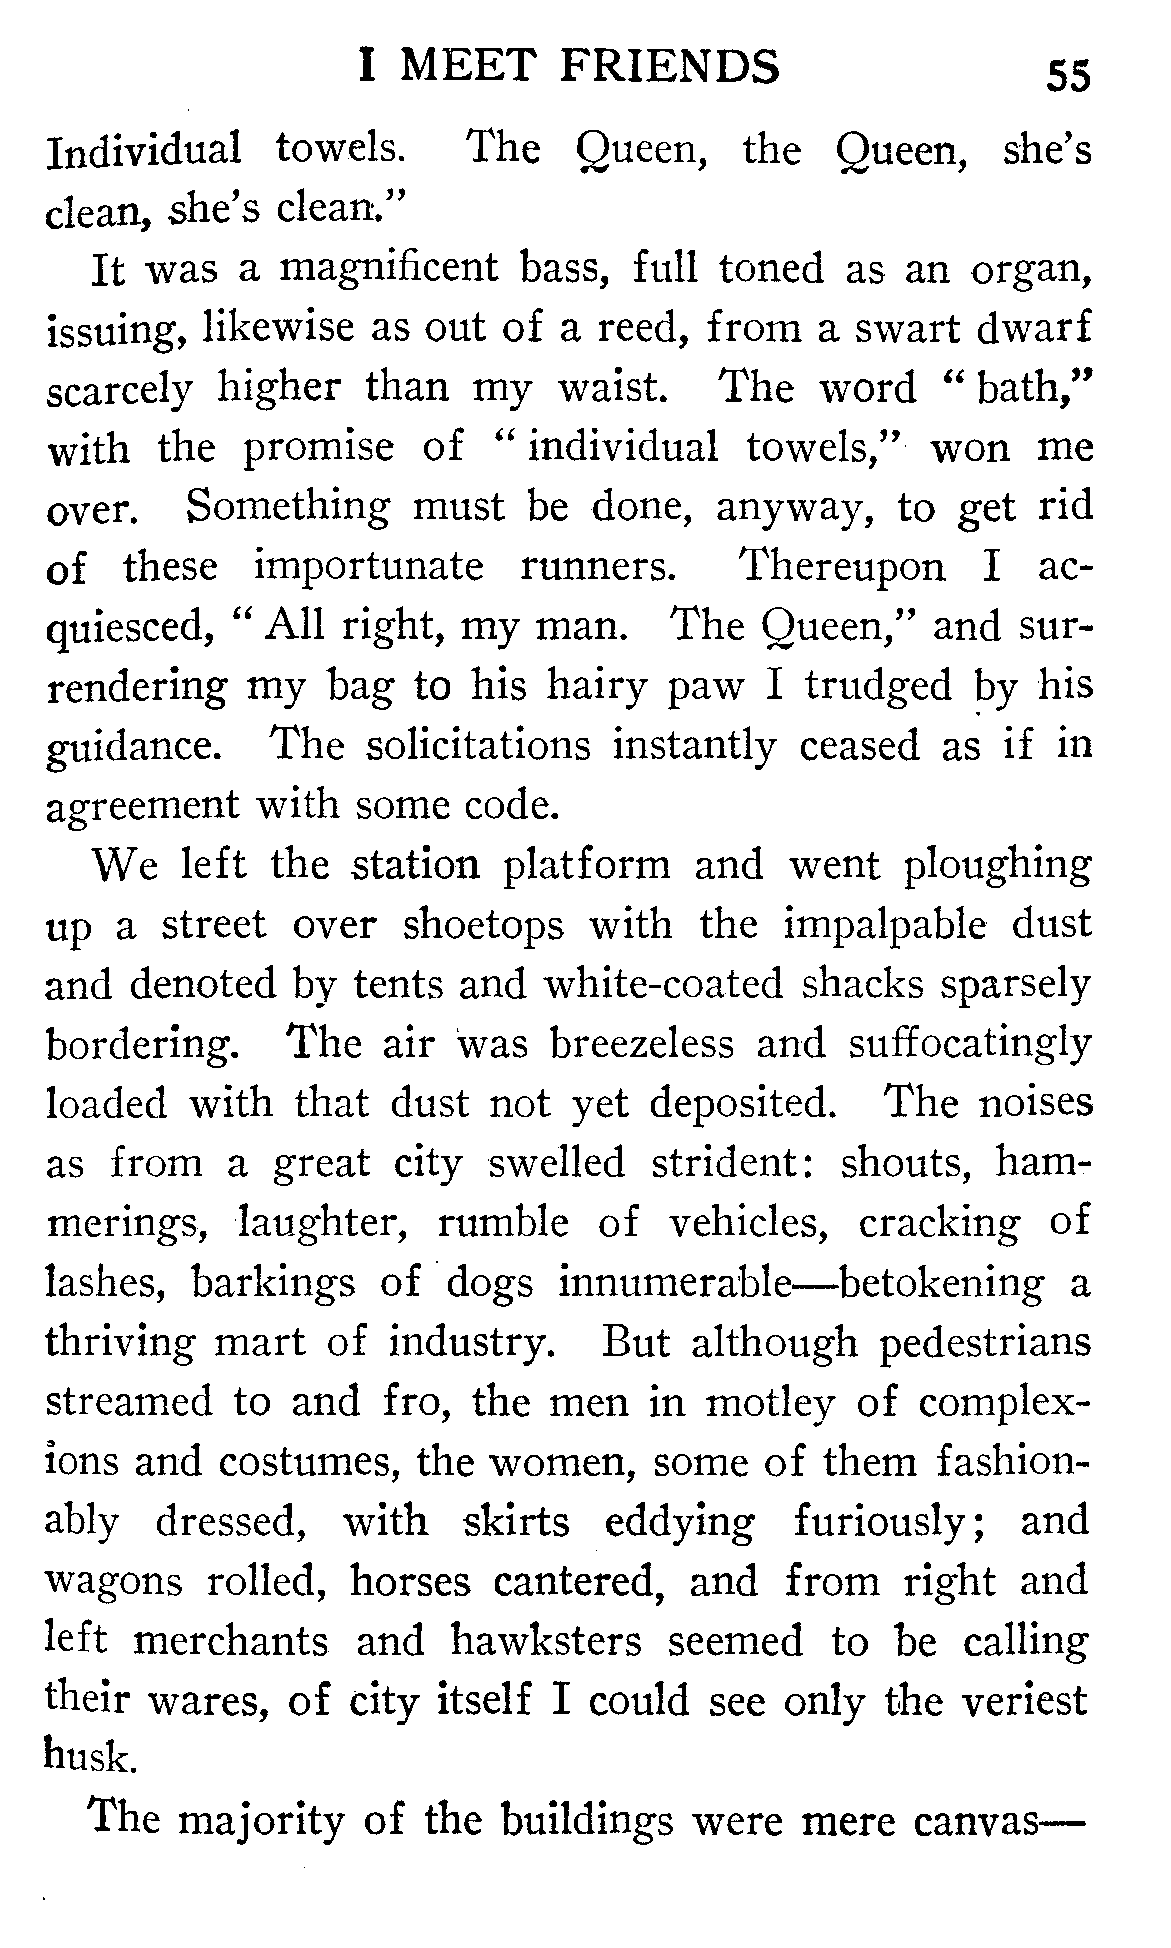 I MEET FRIENDS 55
Individual towels. The Queen, the Queen, she's
clean, she's clean."
It was a magnificent bass, full toned as an organ,
issuing, likewise as out of a reed, from a swart dwarf
scarcely higher than my waist. The word " bath,"
with the promise of " individual towels," won me
over. Something must be done, anyway, to get rid
of these importunate runners. Thereupon I ac-
quiesced, " All right, my man. The Queen," and sur-
rendering my bag to his hairy paw I trudged by his
guidance. The solicitations instantly ceased as if in
agreement with some code.
We left the station platform and went ploughing
up a street over shoetops with the impalpable dust
and denoted by tents and white-coated shacks sparsely
bordering. The air was breezeless and suffocatingly
loaded with that dust not yet deposited. The noises
as from a great city swelled strident: shouts, ham-
merings, laughter, rumble of vehicles, cracking of
lashes, barkings of dogs innumerable—betokening a
thriving mart of industry. But although pedestrians
streamed to and fro, the men in motley of complex-
ions and costumes, the women, some of them fashion-
ably dressed, with skirts eddying furiously; and
wagons rolled, horses cantered, and from right and
left merchants and hawksters seemed to be calling
their wares, of city itself I could see only the veriest
husk.
The majority of the buildings were mere canvas—